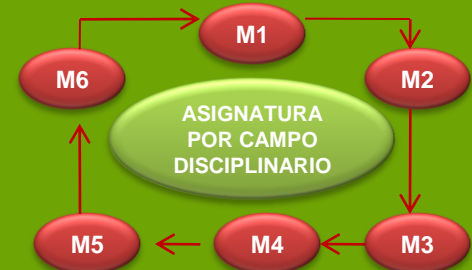 M1
M6
M2
ASIGNATURA
POR CAMPO
DISCIPLINARIO
M5
M4
M3